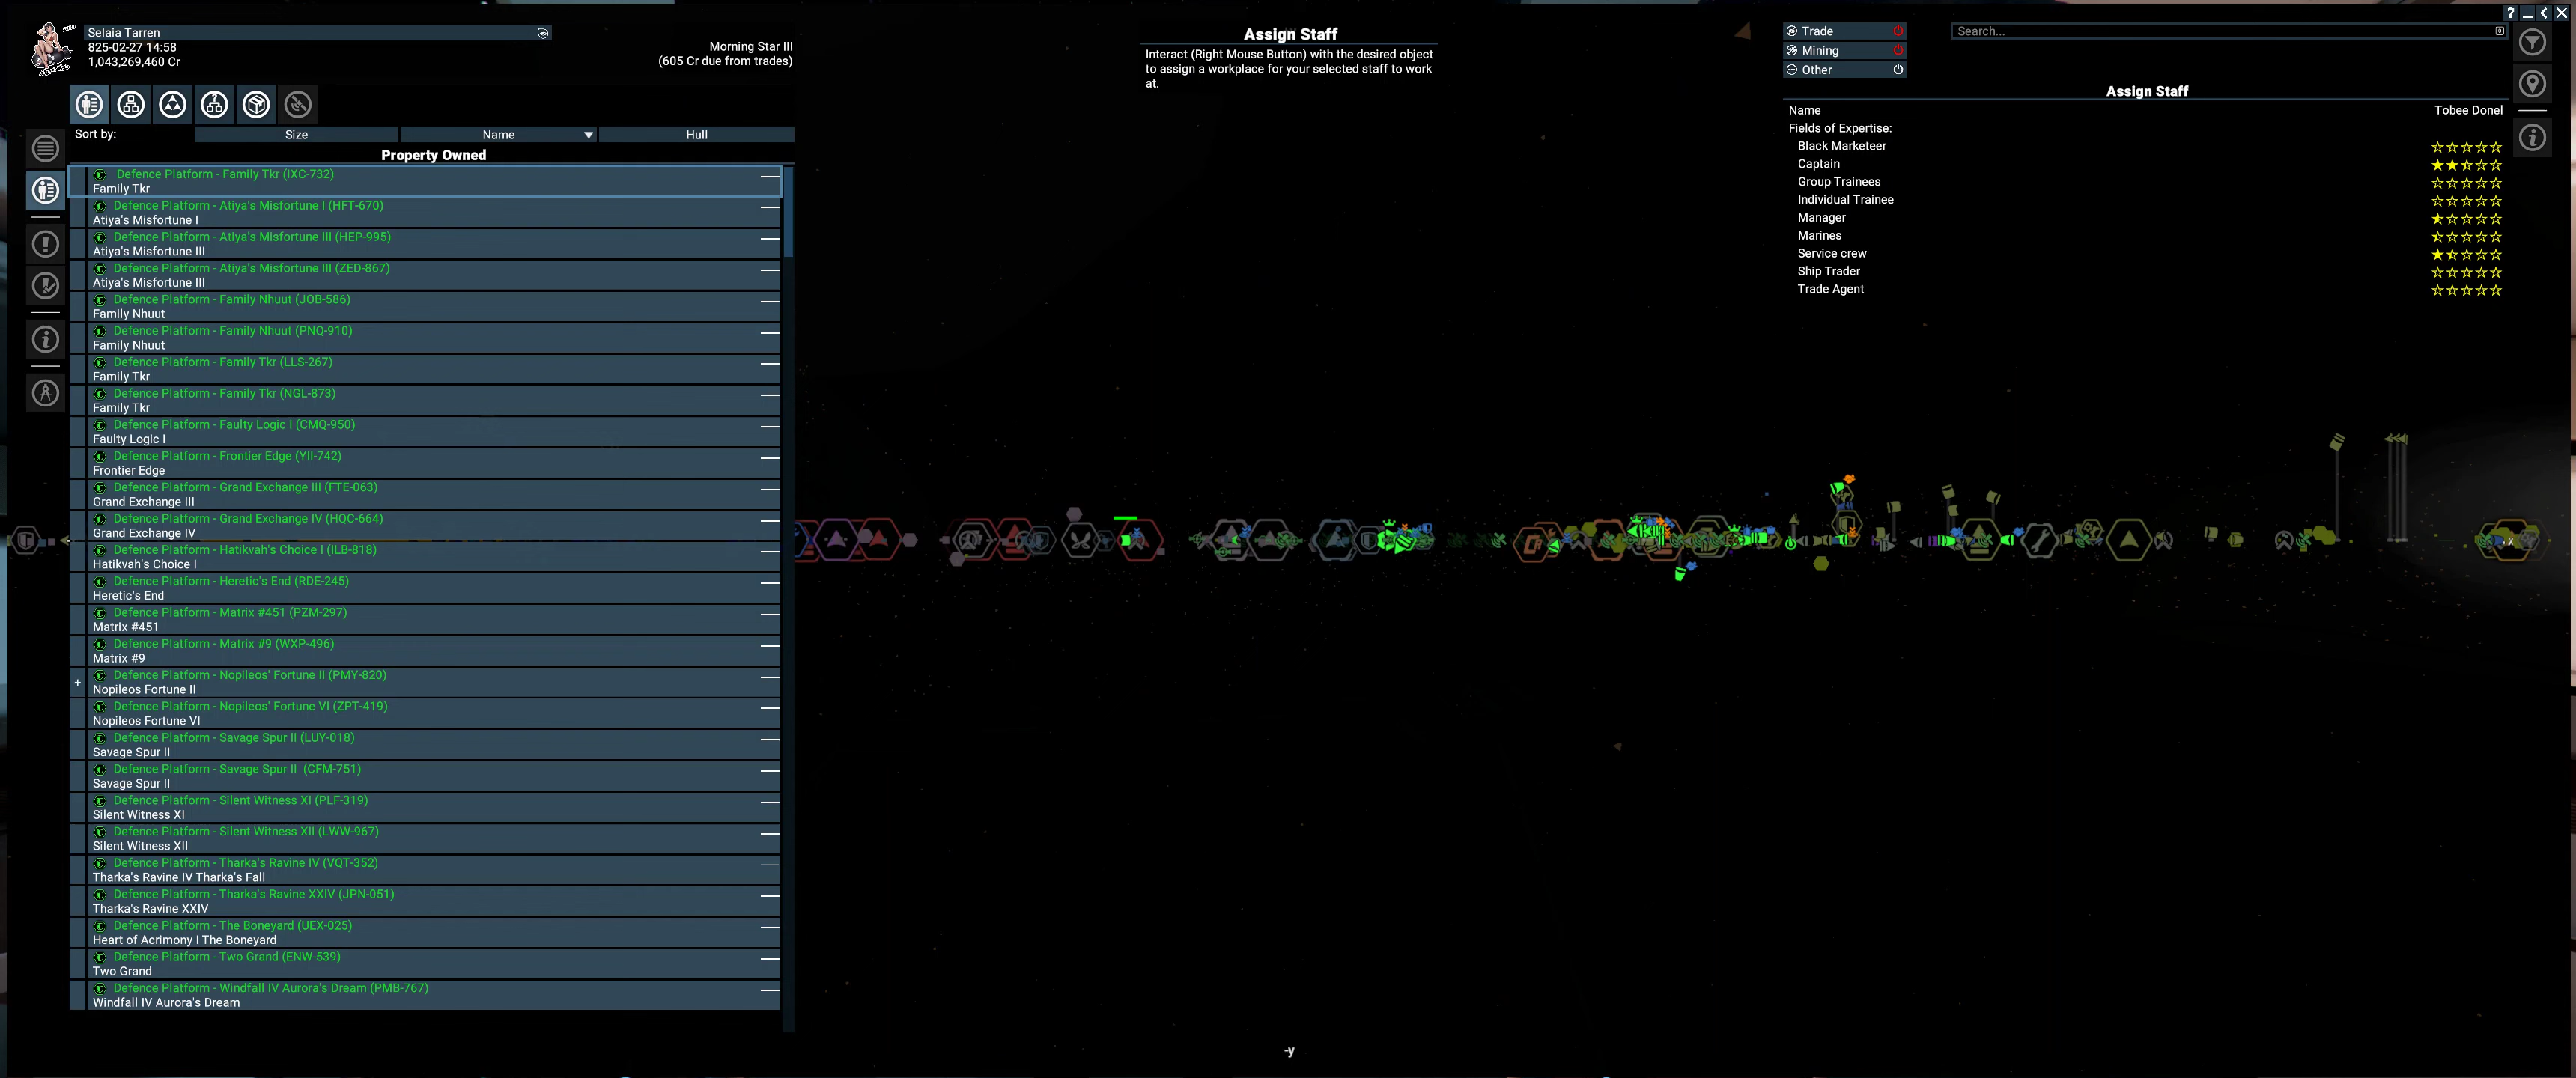 Selaia Tarren
825-02-27 14:58
1,043,269,460 Cr
Morning Star III
(605 Cr due from trades)
Sort by:
Size
Name
Hull
Property Owned
Defence Platform - Family Tkr (IXC-732)
Family Tkr
Defence Platform - Atiya's Misfortune I (HFT-670)
Atiya's Misfortune I
Defence Platform - Atiya's Misfortune III (HEP-995)
Atiya's Misfortune III
Defence Platform - Atiya's Misfortune III (ZED-867)
Atiya's Misfortune III
Defence Platform - Family Nhuut (JOB-586)
Family Nhuut
Defence Platform - Family Nhuut (PNQ-910)
Family Nhuut
Defence Platform - Family Tkr (LLS-267)
Family Tkr
Defence Platform - Family Tkr (NGL-873)
Family Tkr
Defence Platform - Faulty Logic I (CMQ-950)
Faulty Logic I
Defence Platform - Frontier Edge (YII-742)
Frontier Edge
Defence Platform - Grand Exchange III (FTE-063)
Grand Exchange III
Defence Platform - Grand Exchange IV (HQC-664)
Grand Exchange IV
Defence Platform - Hatikvah's Choice I (ILB-818)
Hatikvah's Choice I
Defence Platform - Heretic's End (RDE-245)
Heretic's End
Defence Platform - Matrix #451 (PZM-297)
Matrix #451
Defence Platform - Matrix #9 (WXP-496)
Matrix #9
+
Defence Platform - Nopileos' Fortune II (PMY-820)
Nopileos Fortune II
Defence Platform - Nopileos' Fortune VI (ZPT-419)
Nopileos Fortune VI
Defence Platform - Savage Spur II (LUY-018)
Savage Spur II
Defence Platform - Savage Spur II (CFM-751)
Savage Spur II
Defence Platform - Silent Witness XI (PLF-319)
Silent Witness XI
Defence Platform - Silent Witness XII (LWW-967)
Silent Witness XII
Defence Platform - Tharka's Ravine IV (VQT-352)
Tharka's Ravine IV Tharka's Fall
Defence Platform - Tharka's Ravine XXIV (JPN-051)
Tharka's Ravine XXIV
Defence Platform - The Boneyard (UEX-025)
Heart of Acrimony I The Boneyard
Defence Platform - Two Grand (ENW-539)
Two Grand
Defence Platform - Windfall IV Aurora's Dream (PMB-767)
Windfall IV Aurora's Dream
Assign Staff
Interact (Right Mouse Button) with the desired object
to assign a workplace for your selected staff to work
at.
-y
Trade
Mining
Other
Search...
Assign Staff
Name Tobee Donel
Fields of Expertise:
Black Marketeer
Captain
Group Trainees
Individual Trainee
Manager
Marines
Service crew
Ship Trader
Trade Agent